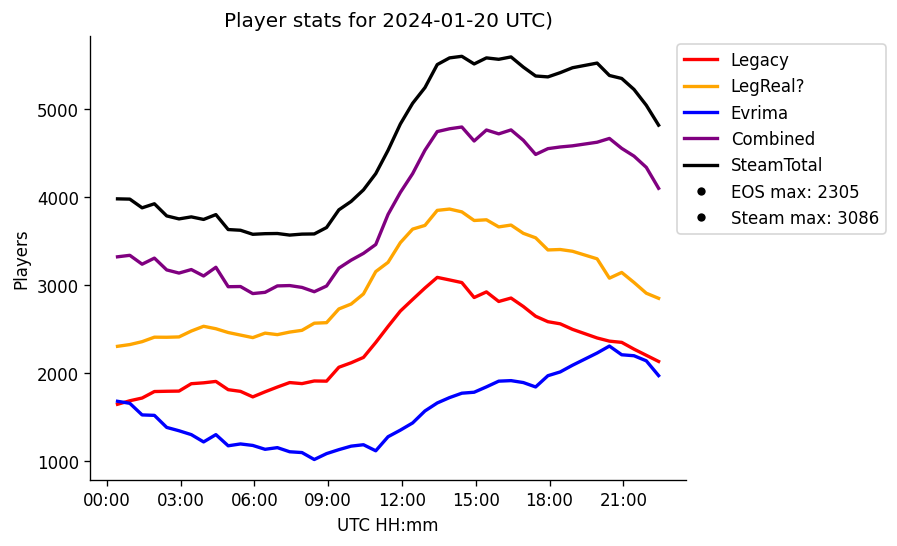 Player stats for 2024-01-20 UTC)
Legacy
LegReal?
Evrima
Combined
SteamTotal
EOS max: 2305
Steam max: 3086
Players
5000
4000
3000
2000
1000
00:00 03:00 06:00 09:00 12:00 15:00 18:00 21:00
UTC HH:mm